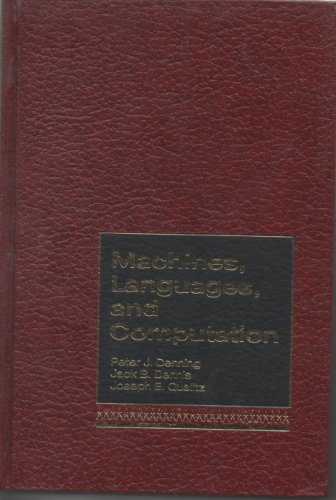 Machines,
Languages,
and
Computation
Peter J. Denning
Jack B. Dennis
Joseph E. Qualitz